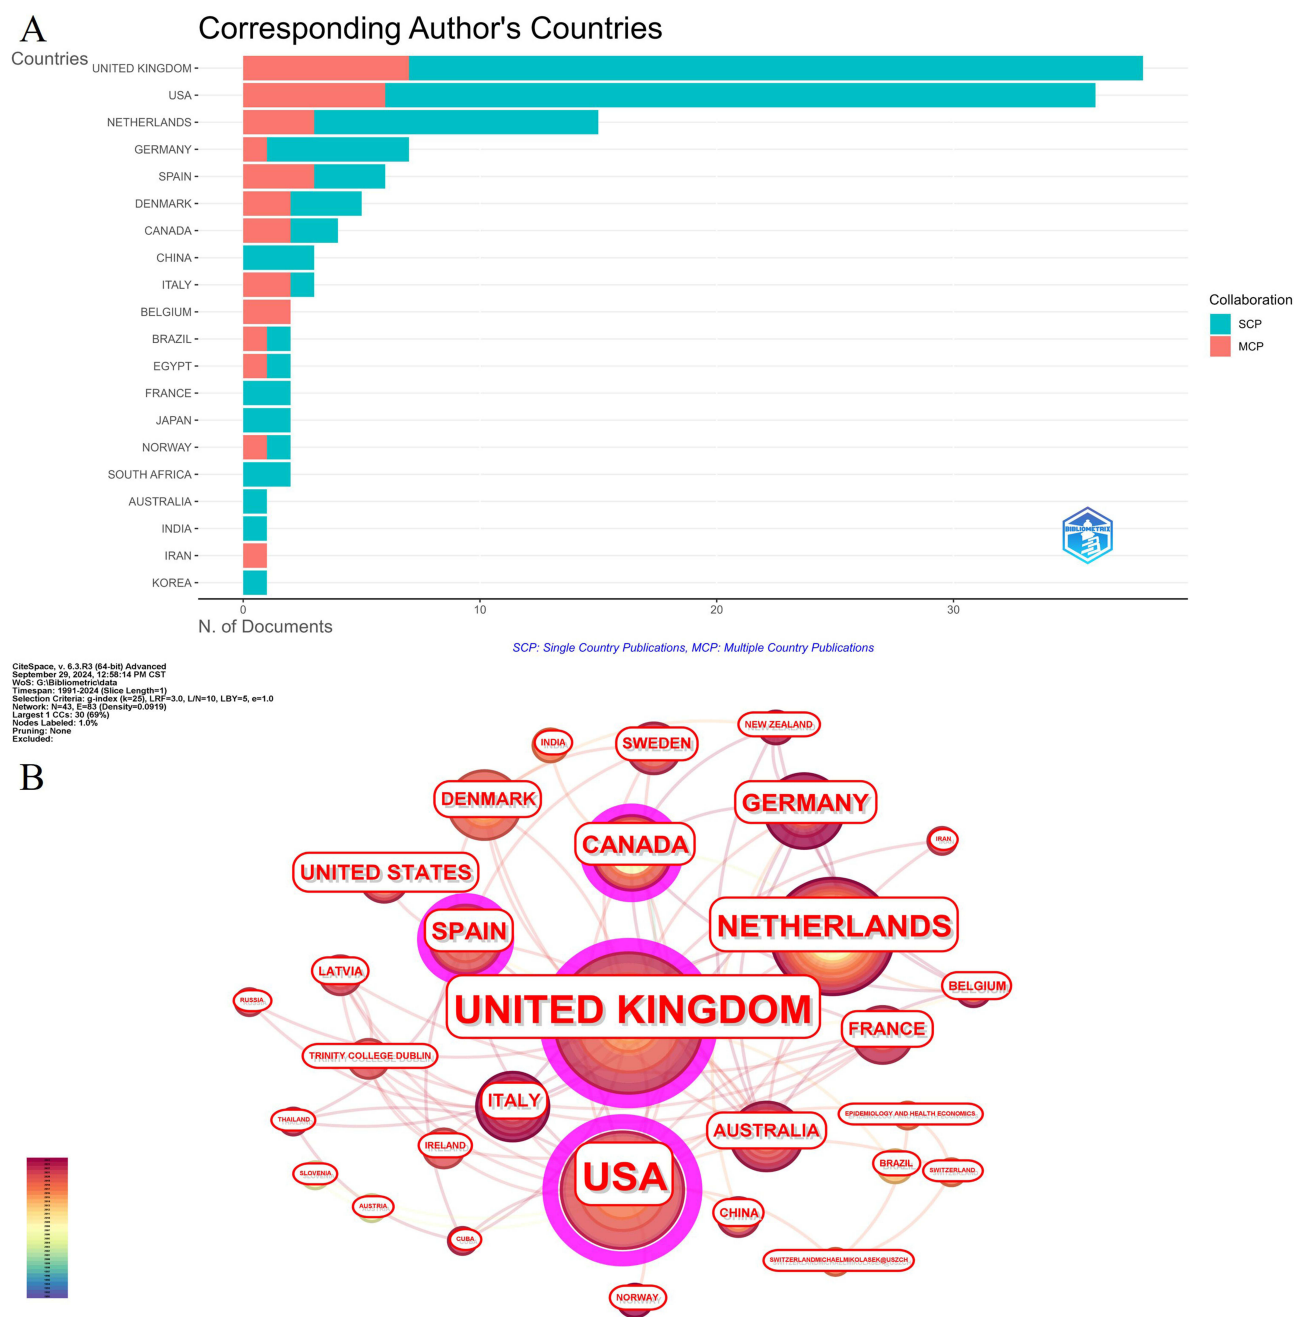 A
Corresponding Author's Countries
Countries
UNITED KINGDOM
USA
NETHERLANDS
GERMANY
SPAIN
DENMARK
CANADA
CHINA
ITALY
BELGIUM
BRAZIL
EGYPT
FRANCE
JAPAN
NORWAY
SOUTH AFRICA
AUSTRALIA
INDIA
IRAN
KOREA
0 10 20 30
N. of Documents
Collaboration
SCP
MCP
BIBLIOMETRIX
SCP: Single Country Publications, MCP: Multiple Country Publications
CiteSpace, v. 6.3.R3 (64-bit) Advanced
September 29, 2024, 12:58:14 PM CST
WoS: G:\Bibliometric\data
Timespan: 1991-2024 (Slice Length=1)
Selection Criteria: g-index (k=25), LRF=3.0, L/N=10, LBY=5, e=1.0
Network: N=43, E=83 (Density=0.0919)
Largest 1 CCs: 30 (69%)
Nodes Labeled: 1.0%
Pruning: None
Excluded:
B
NEW ZEALAND
INDIA
SWEDEN
DENMARK
GERMANY
CANADA
IRAN
UNITED STATES
NETHERLANDS
SPAIN
LATVIA
BELGIUM
RUSSIA
UNITED KINGDOM
FRANCE
TRINITY COLLEGE DUBLIN
ITALY
EPIDEMIOLOGY AND HEALTH ECONOMICS
THAILAND
AUSTRALIA
IRELAND
BRAZIL
SWITZERLAND
SLOVENIA
USA
AUSTRIA
CHINA
CUBA
SWITZERLANDMICHAELMIKOLASEK@USZCH
NORWAY